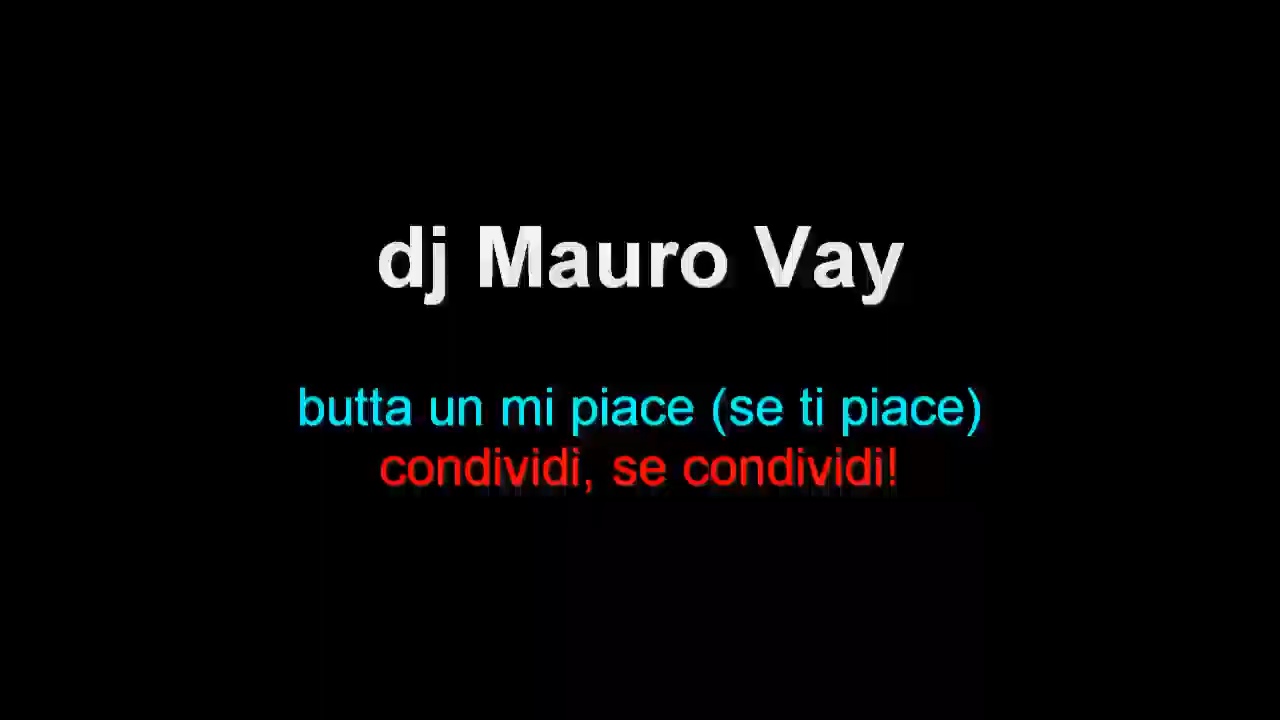 dj Mauro Vay
butta un mi piace (se ti piace)
condividi, se condividi!